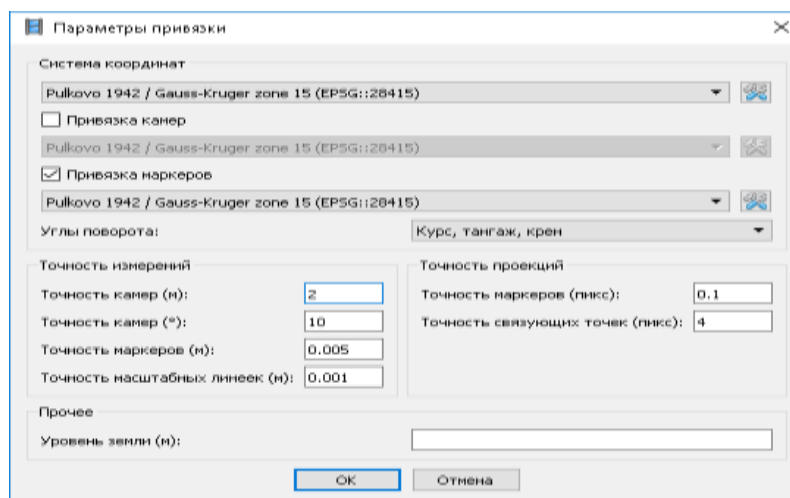 Параметры привязки
Система координат
Pulkovo 1942 / Gauss-Kruger zone 15 (EPSG::28415)
Привязка камер
Pulkovo 1942 / Gauss-Kruger zone 15 (EPSG::28415)
Привязка маркеров
Pulkovo 1942 / Gauss-Kruger zone 15 (EPSG::28415)
Углы поворота: Курс, тангаж, крен
Точность измерений
Точность камер (м): 2
Точность камер (°): 10
Точность маркеров (м): 0.005
Точность масштабных линеек (м): 0.001
Точность проекций
Точность маркеров (пикс): 0.1
Точность связующих точек (пикс): 4
Прочее
Уровень земли (м):
OK Отмена